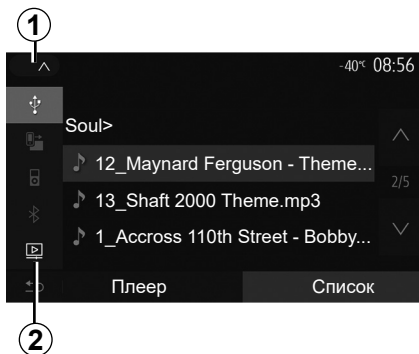 1
-40°C 08:56
Soul>
12_Maynard Ferguson - Theme...
2/5
13_Shaft 2000 Theme.mp3
1_Accross 110th Street - Bobby...
Плеер Список
2